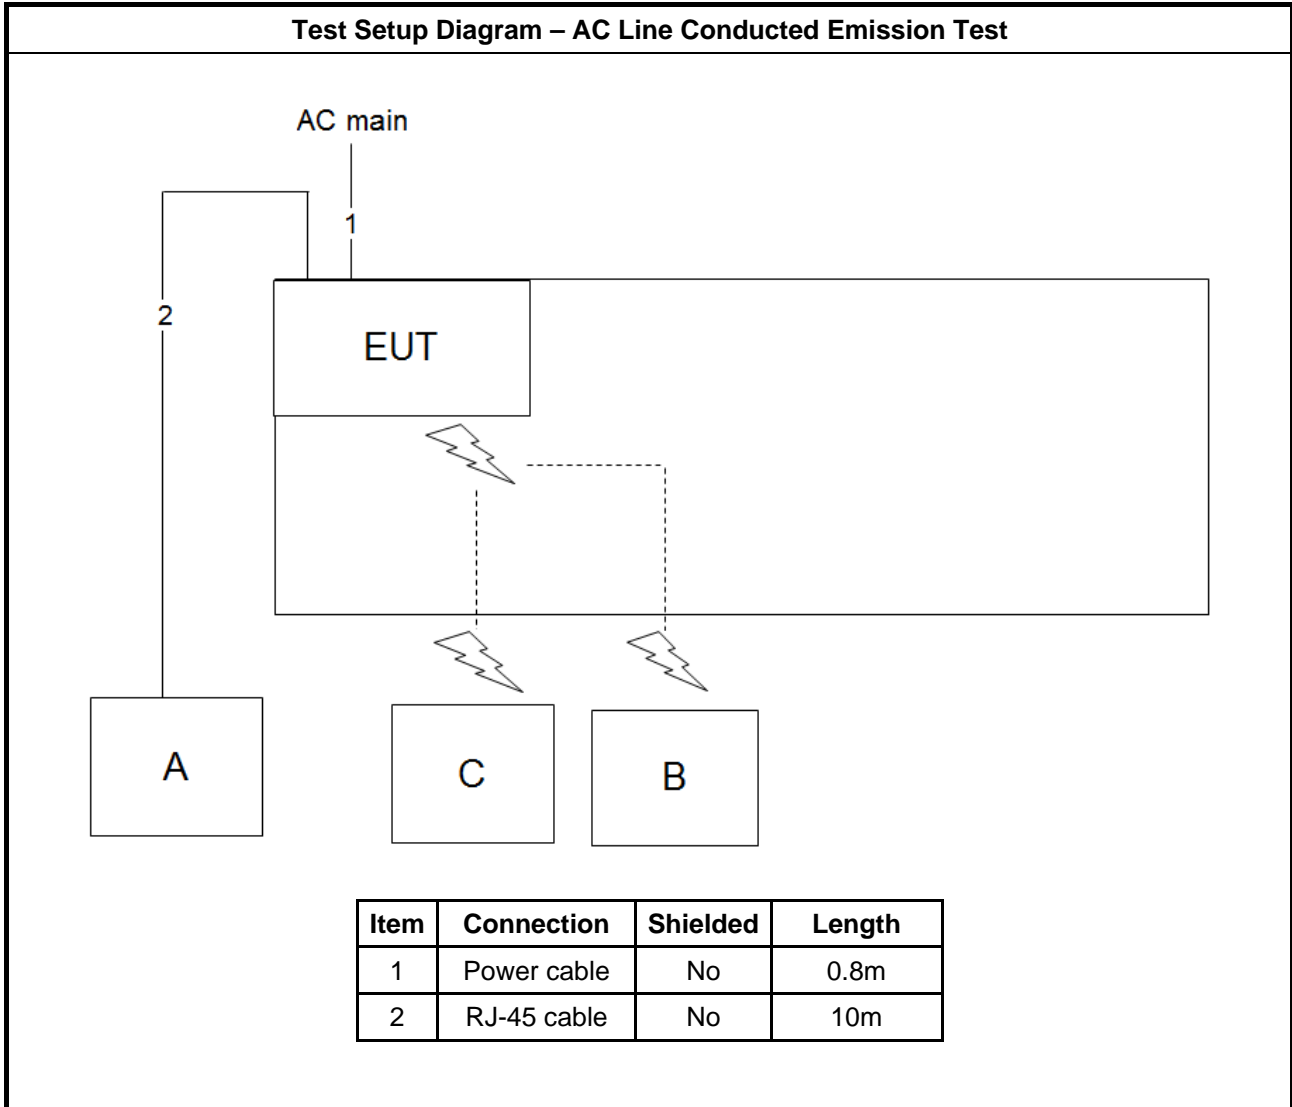 Test Setup Diagram – AC Line Conducted Emission Test
AC main
1
2
EUT
A
C
B
Item Connection Shielded Length
1 Power cable No 0.8m
2 RJ-45 cable No 10m